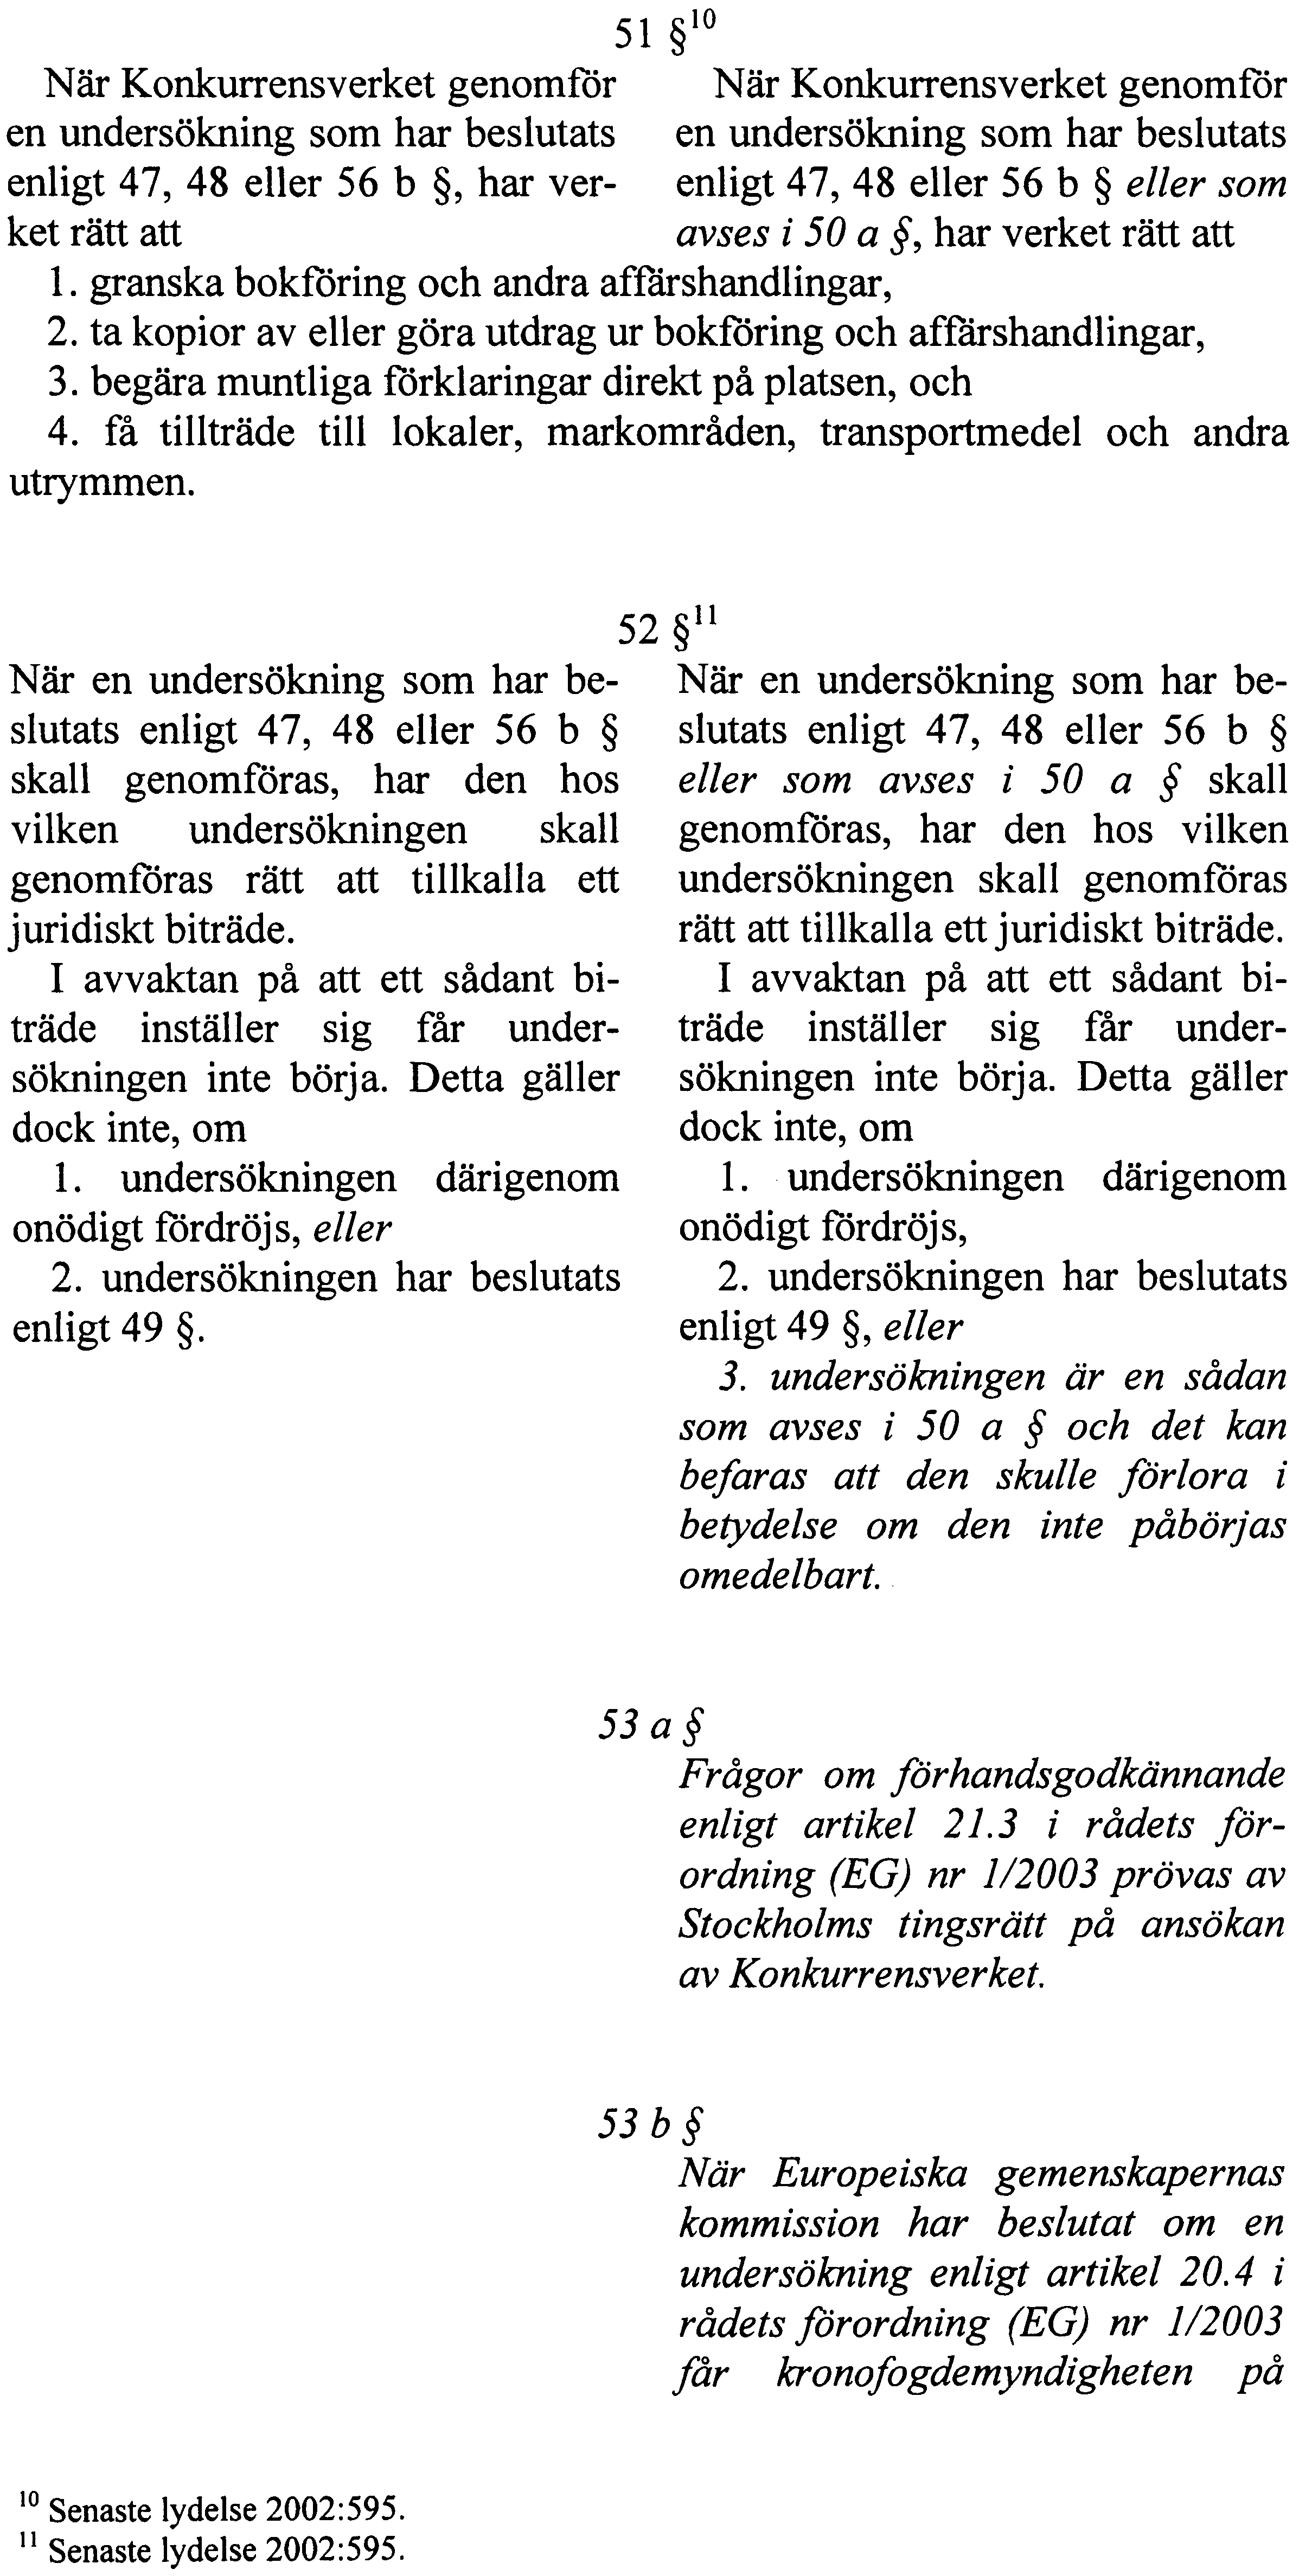 51 §10
När Konkurrensverket genomför
en undersökning som har beslutats
enligt 47, 48 eller 56 b §, har ver-
ket rätt att
När Konkurrensverket genomför
en undersökning som har beslutats
enligt 47, 48 eller 56 b § eller som
avses i 50 a §, har verket rätt att
1. granska bokföring och andra affärshandlingar,
2. ta kopior av eller göra utdrag ur bokföring och affärshandlingar,
3. begära muntliga förklaringar direkt på platsen, och
4. få tillträde till lokaler, markområden, transportmedel och andra
utrymmen.
52 §11
När en undersökning som har be-
slutats enligt 47, 48 eller 56 b §
skall genomföras, har den hos
vilken undersökningen skall
genomföras rätt att tillkalla ett
juridiskt biträde.
I avvaktan på att ett sådant bi-
träde inställer sig får under-
sökningen inte börja. Detta gäller
dock inte, om
1. undersökningen därigenom
onödigt fördröjs, eller
2. undersökningen har beslutats
enligt 49 §.
När en undersökning som har be-
slutats enligt 47, 48 eller 56 b §
eller som avses i 50 a § skall
genomföras, har den hos vilken
undersökningen skall genomföras
rätt att tillkalla ett juridiskt biträde.
I avvaktan på att ett sådant bi-
träde inställer sig får under-
sökningen inte börja. Detta gäller
dock inte, om
1. undersökningen därigenom
onödigt fördröjs,
2. undersökningen har beslutats
enligt 49 §, eller
3. undersökningen är en sådan
som avses i 50 a § och det kan
befaras att den skulle förlora i
betydelse om den inte påbörjas
omedelbart.
53 a §
Frågor om förhandsgodkännande
enligt artikel 21.3 i rådets för-
ordning (EG) nr 1/2003 prövas av
Stockholms tingsrätt på ansökan
av Konkurrensverket.
53 b §
När Europeiska gemenskapernas
kommission har beslutat om en
undersökning enligt artikel 20.4 i
rådets förordning (EG) nr 1/2003
får kronofogdemyndigheten på
10 Senaste lydelse 2002:595.
11 Senaste lydelse 2002:595.